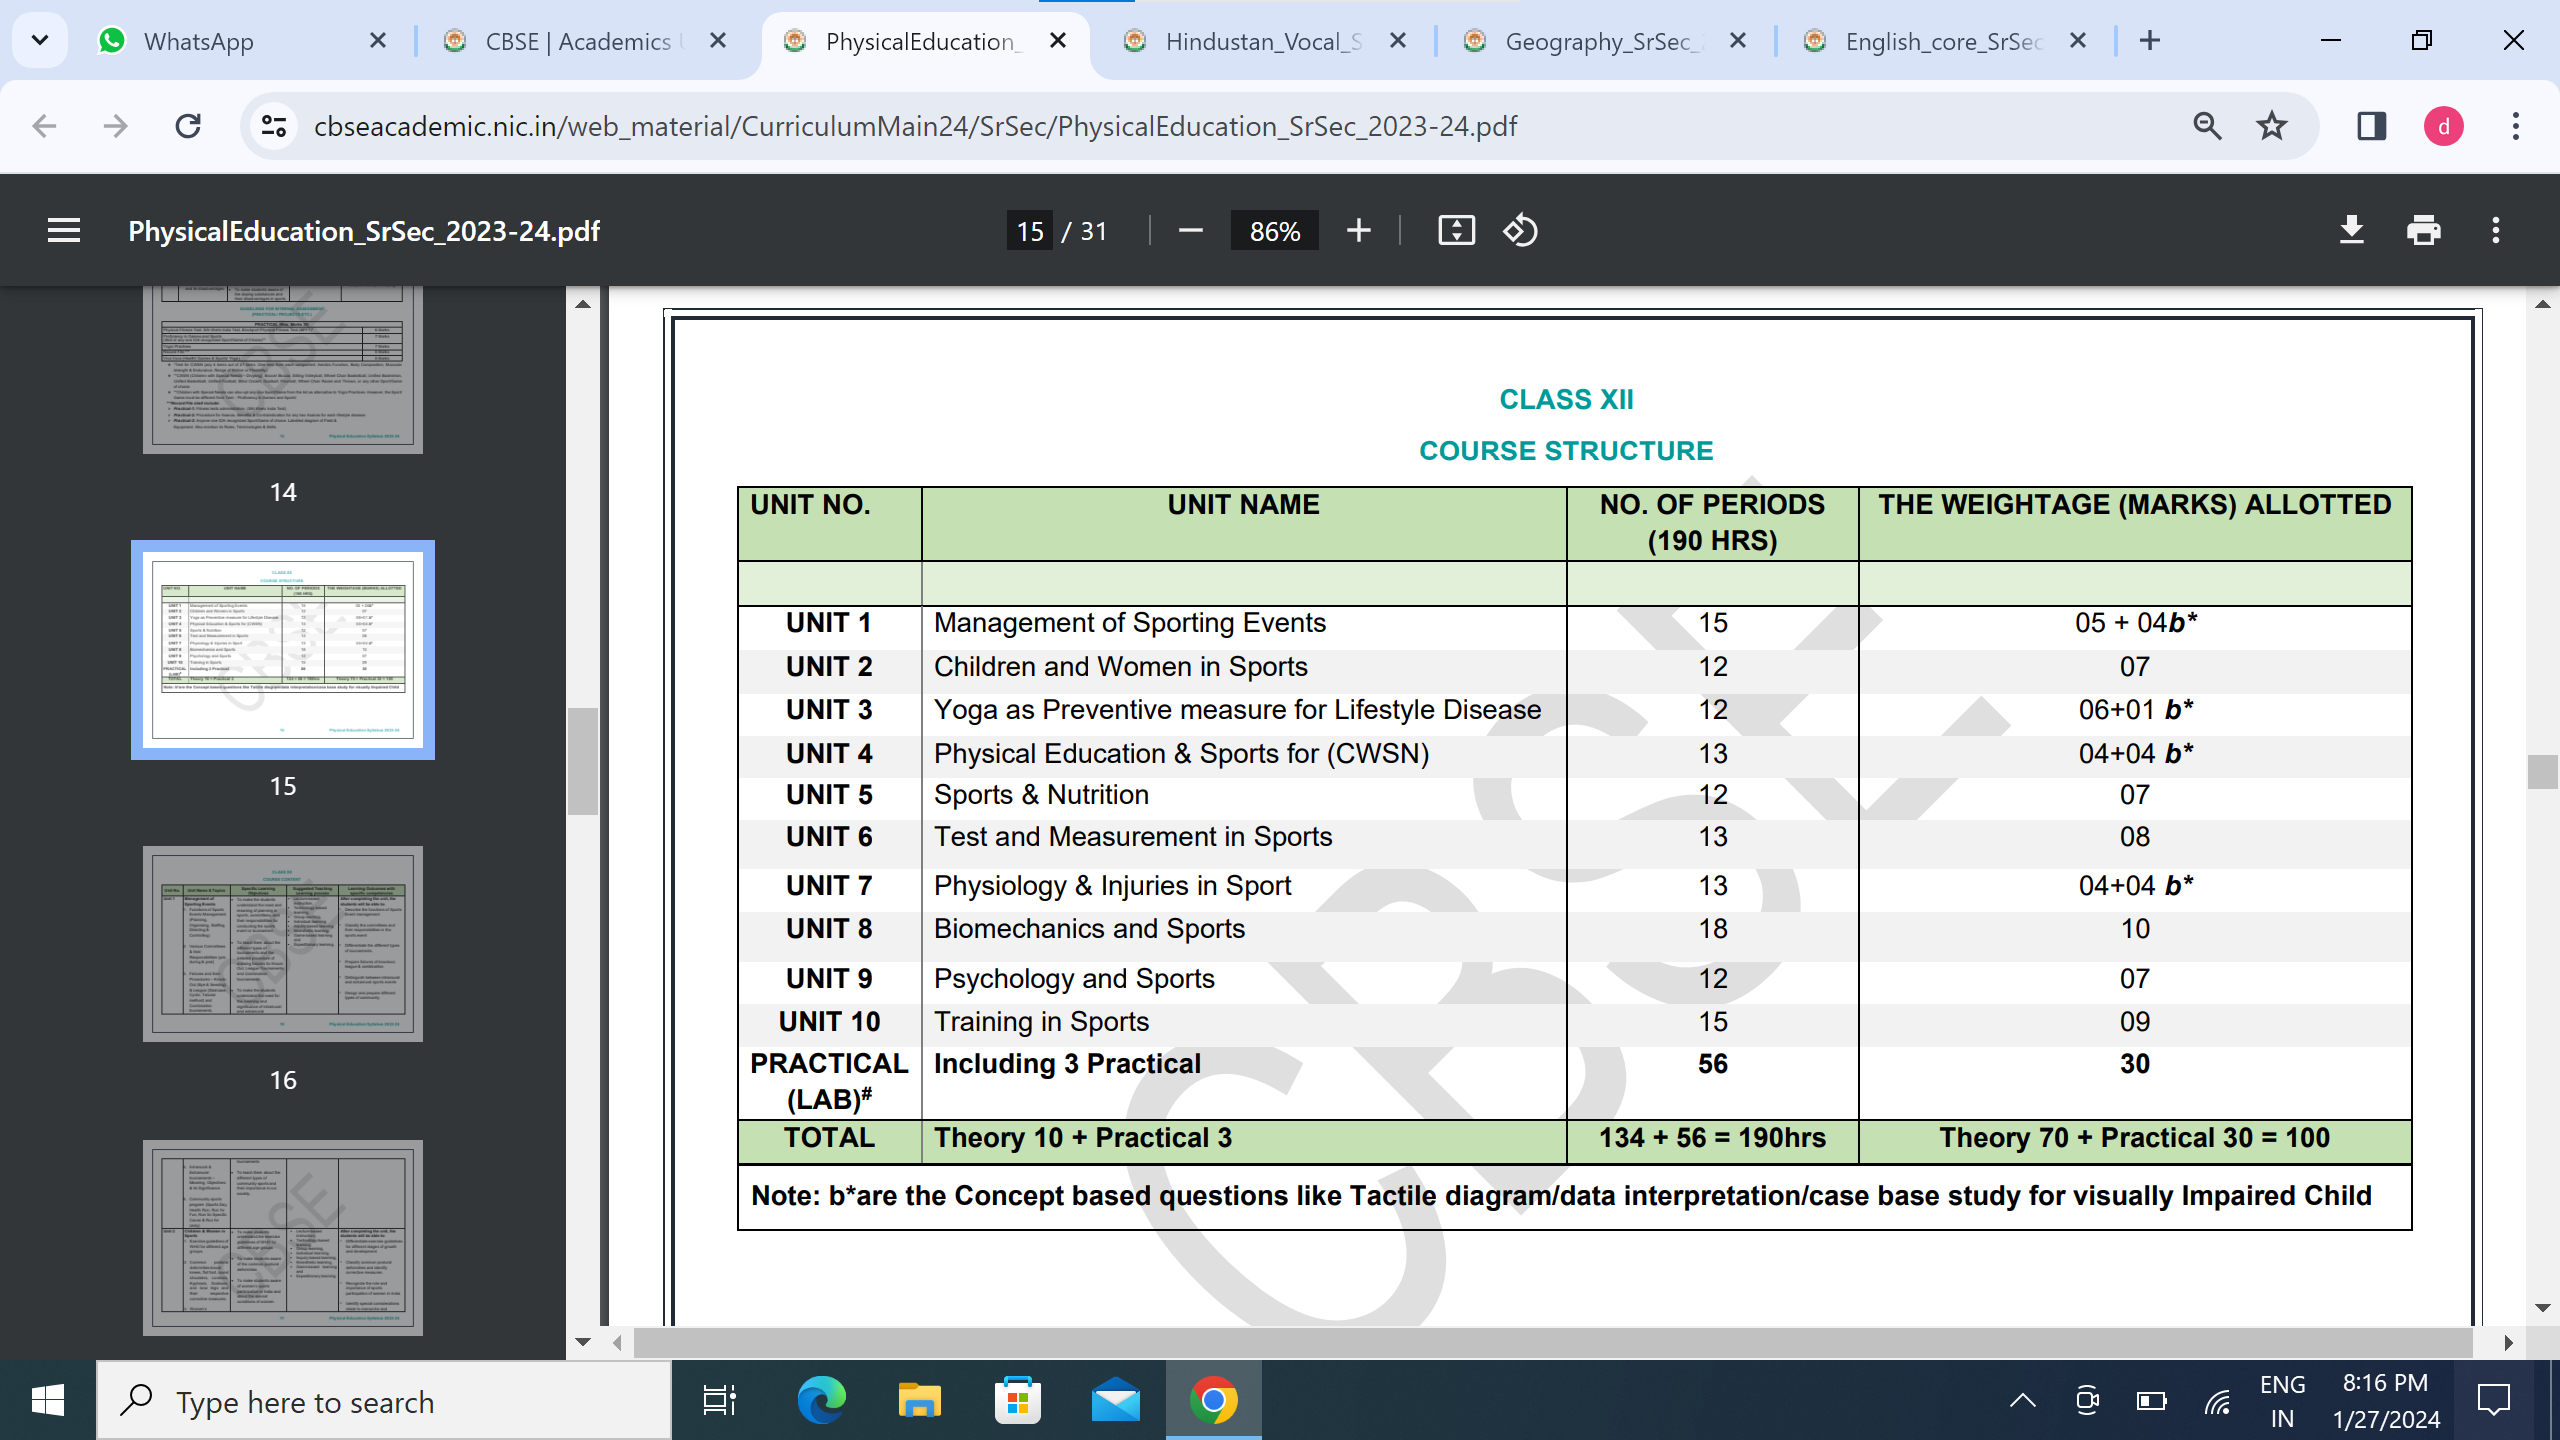 WhatsApp
CBSE | Academics
PhysicalEducation_
Hindustan_Vocal_S
Geography_SrSec_
English_core_SrSec
cbseacademic.nic.in/web_material/CurriculumMain24/SrSec/PhysicalEducation_SrSec_2023-24.pdf
d
PhysicalEducation_SrSec_2023-24.pdf
15 / 31
86%
14
15
16
CLASS XII
COURSE STRUCTURE
UNIT NO. UNIT NAME NO. OF PERIODS THE WEIGHTAGE (MARKS) ALLOTTED
(190 HRS)
UNIT 1 Management of Sporting Events 15 05 + 04b*
UNIT 2 Children and Women in Sports 12 07
UNIT 3 Yoga as Preventive measure for Lifestyle Disease 12 06+01 b*
UNIT 4 Physical Education & Sports for (CWSN) 13 04+04 b*
UNIT 5 Sports & Nutrition 12 07
UNIT 6 Test and Measurement in Sports 13 08
UNIT 7 Physiology & Injuries in Sport 13 04+04 b*
UNIT 8 Biomechanics and Sports 18 10
UNIT 9 Psychology and Sports 12 07
UNIT 10 Training in Sports 15 09
PRACTICAL Including 3 Practical 56 30
(LAB)#
TOTAL Theory 10 + Practical 3 134 + 56 = 190hrs Theory 70 + Practical 30 = 100
Note: b*are the Concept based questions like Tactile diagram/data interpretation/case base study for visually Impaired Child
CBSE
Type here to search
ENG
IN
8:16 PM
1/27/2024